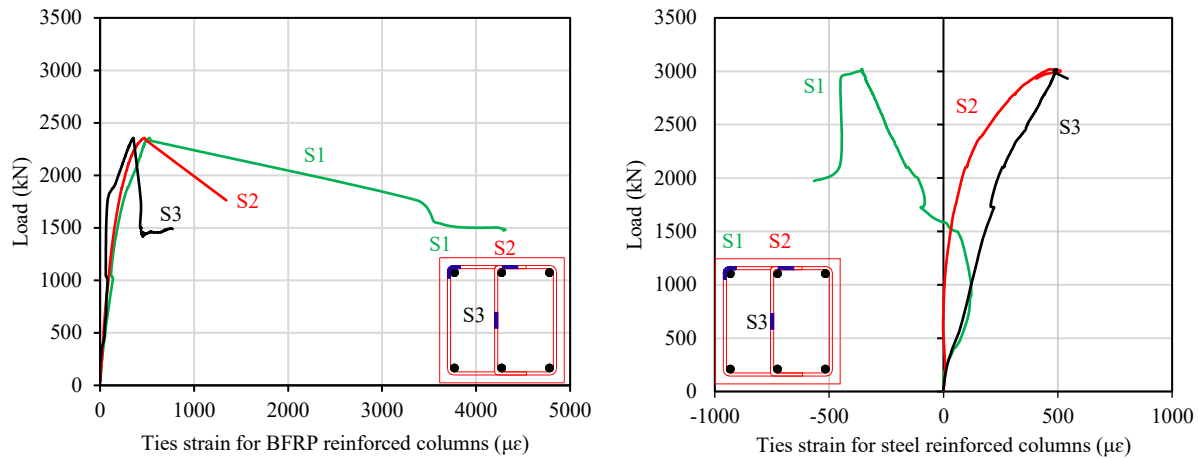 3500
3000
2500
2000
1500
1000
500
0
Load (kN)
S1
S2
S3
S1
S2
S3
0
1000
2000
3000
4000
5000
Ties strain for BFRP reinforced columns (με)
3500
3000
2500
2000
1500
1000
500
0
Load (kN)
S1
S2
S3
S1
S2
S3
-1000
-500
0
500
1000
Ties strain for steel reinforced columns (με)